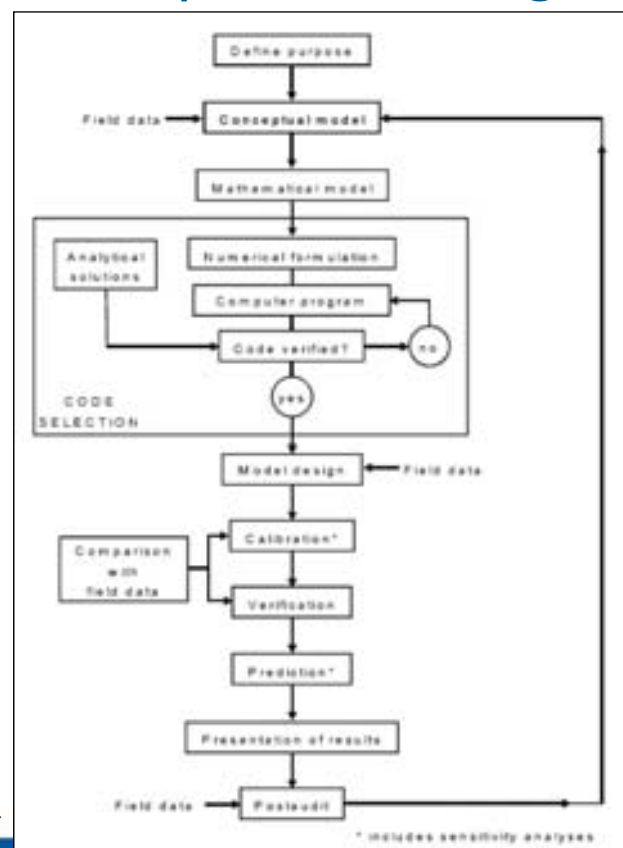 Define purpose
Field data
Conceptual model
Mathematical model
Analytical
solutions
Numerical formulation
Computer program
Code verified?
no
yes
CODE
SELECTION
Model design
Field data
Calibration*
Comparison
with
field data
Verification
Prediction*
Presentation of results
Field data
Postaudit
* includes sensitivity analyses